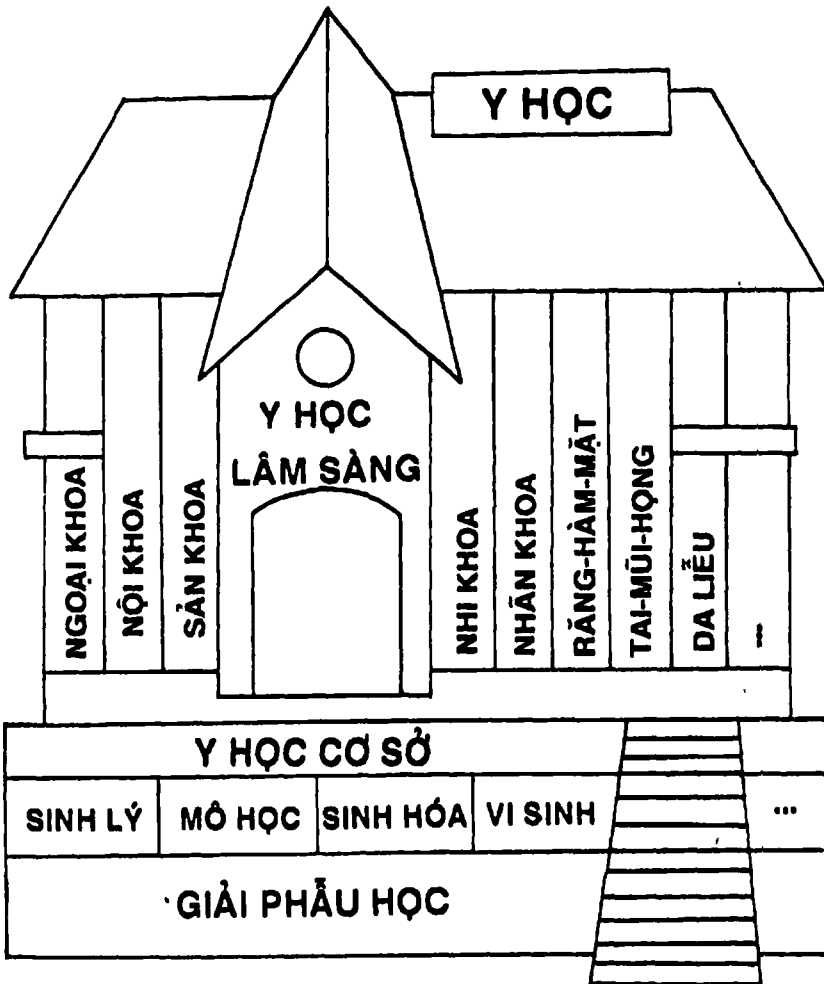 Y HỌC
Y HỌC
LÂM SÀNG
NGOẠI KHOA
NỘI KHOA
SẢN KHOA
NHI KHOA
NHÃN KHOA
RĂNG-HÀM-MẶT
TAI-MŨI-HỌNG
DA LIỄU
...
Y HỌC CƠ SỞ
SINH LÝ
MÔ HỌC
SINH HÓA
VI SINH
...
GIẢI PHẪU HỌC